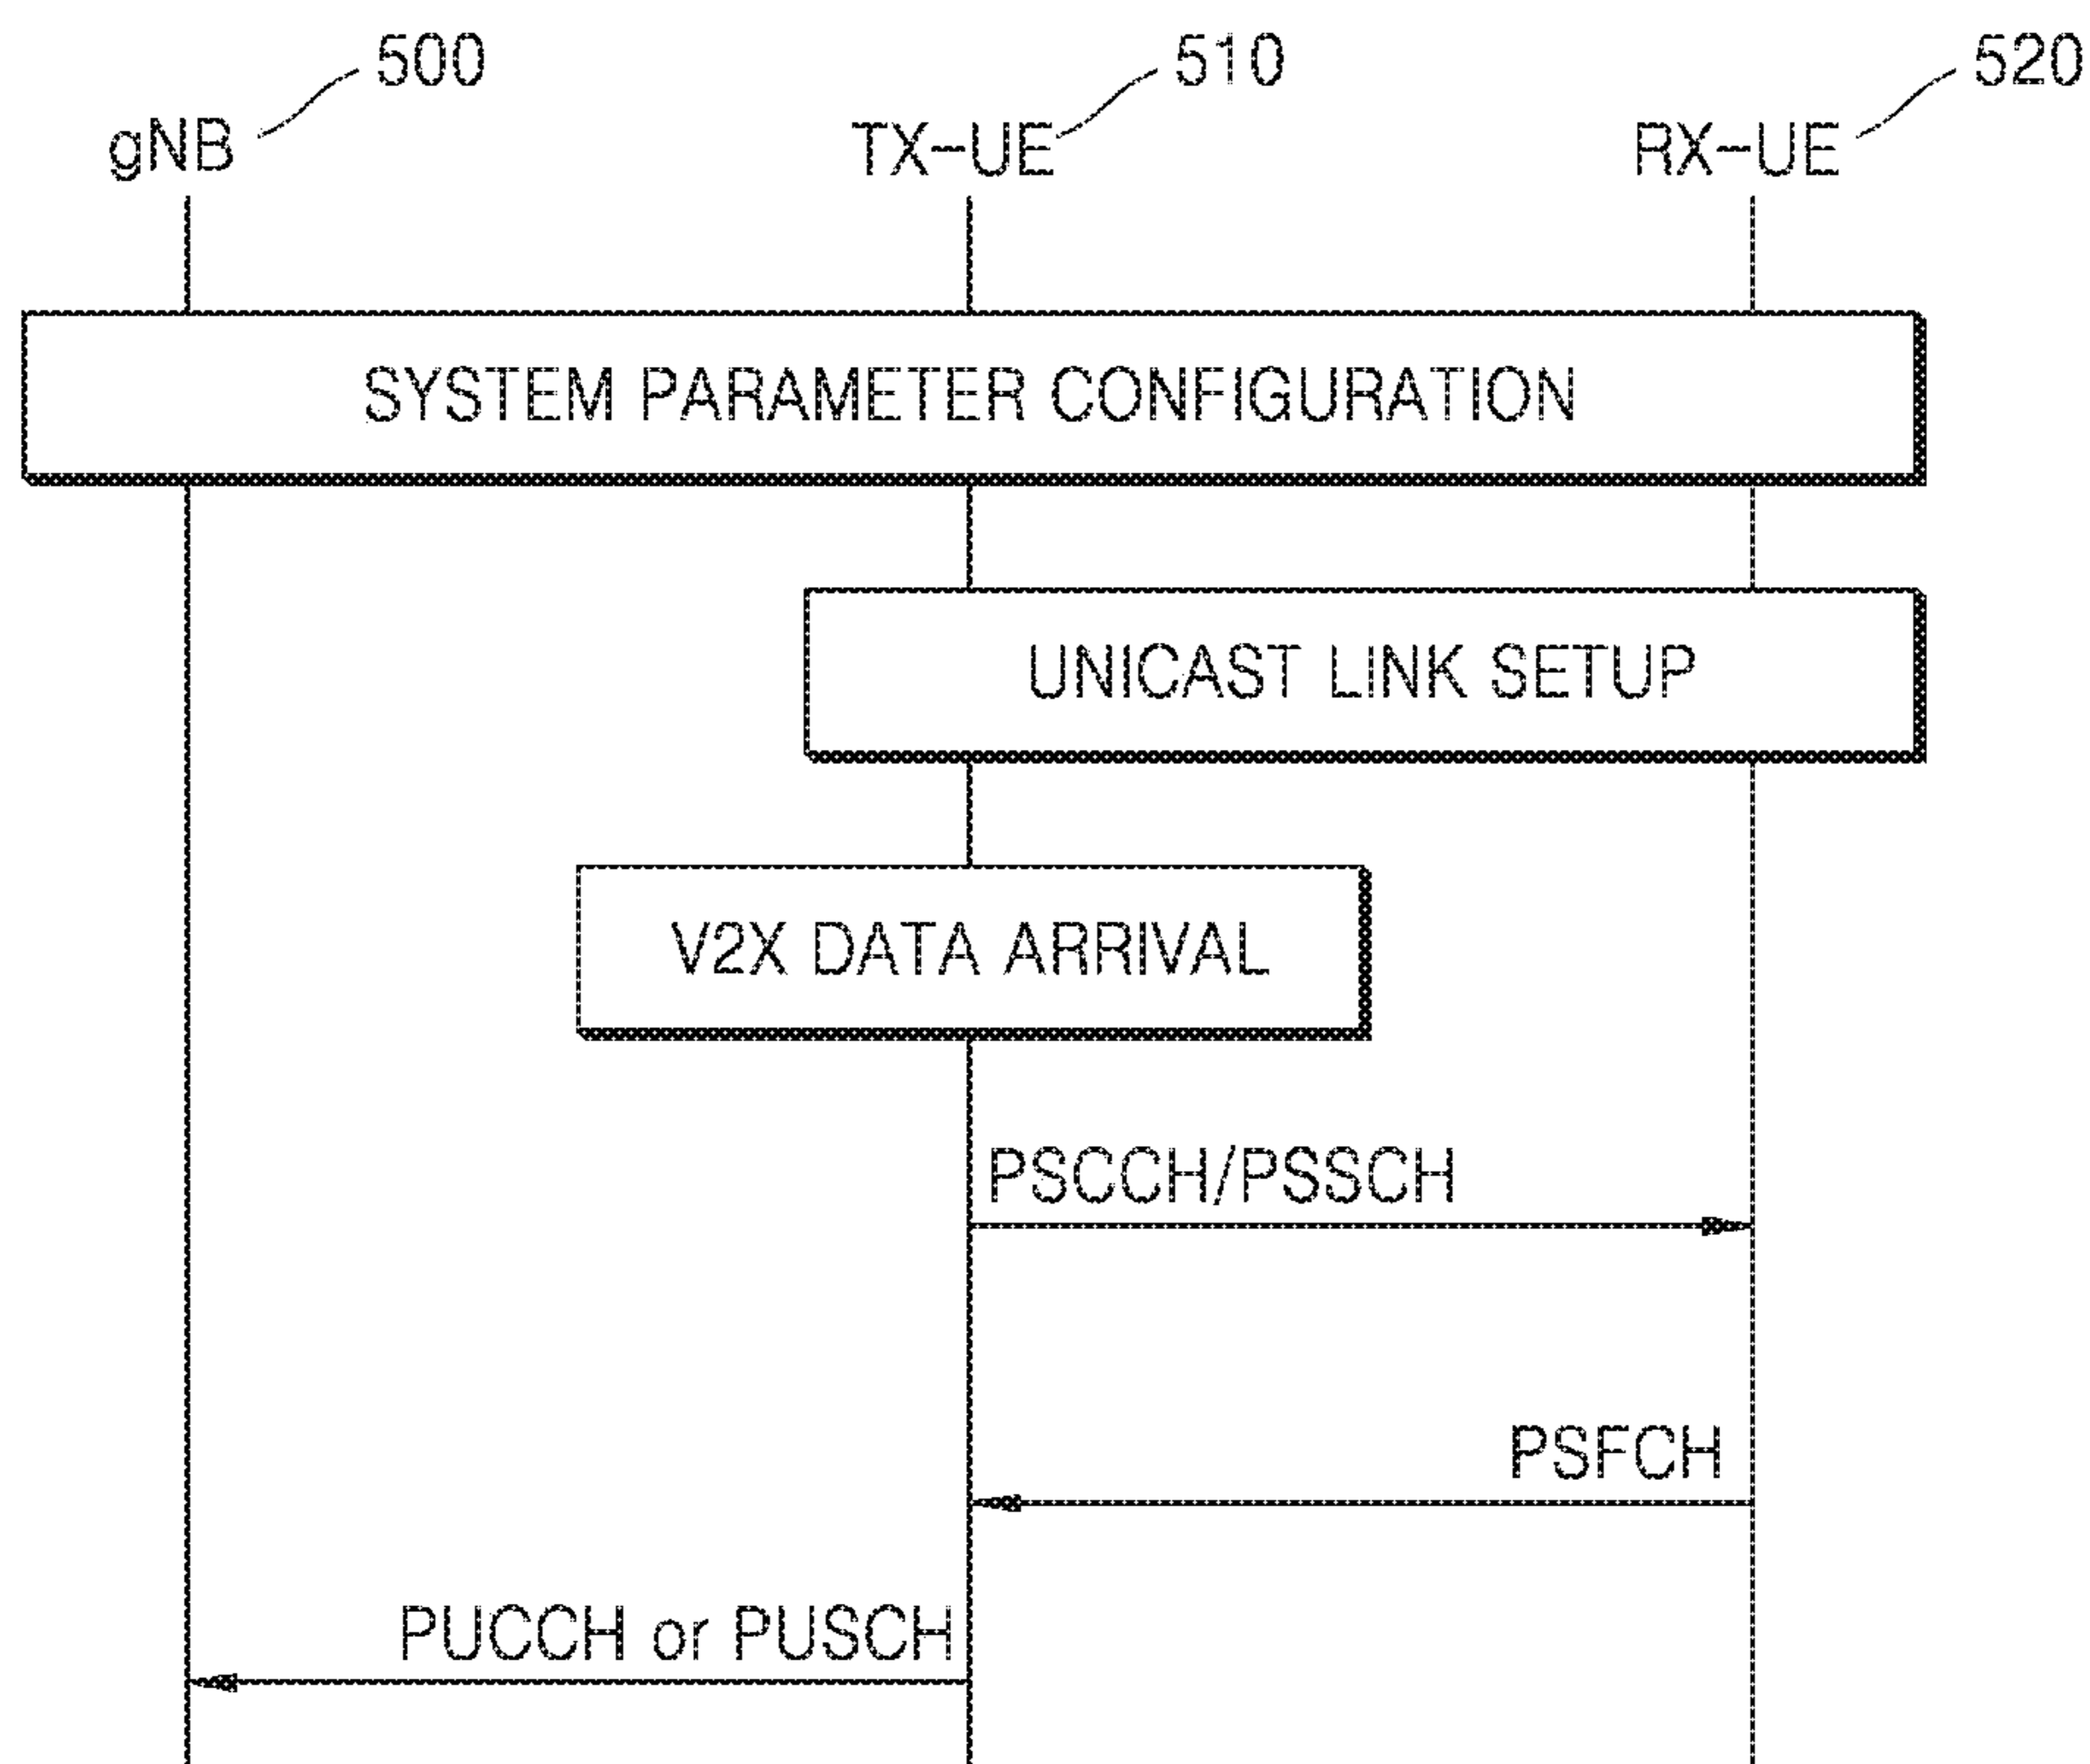 500
510
520
gNB
TX-UE
RX-UE
SYSTEM PARAMETER CONFIGURATION
UNICAST LINK SETUP
V2X DATA ARRIVAL
PSCCH/PSSCH
PSFCH
PUCCH or PUSCH